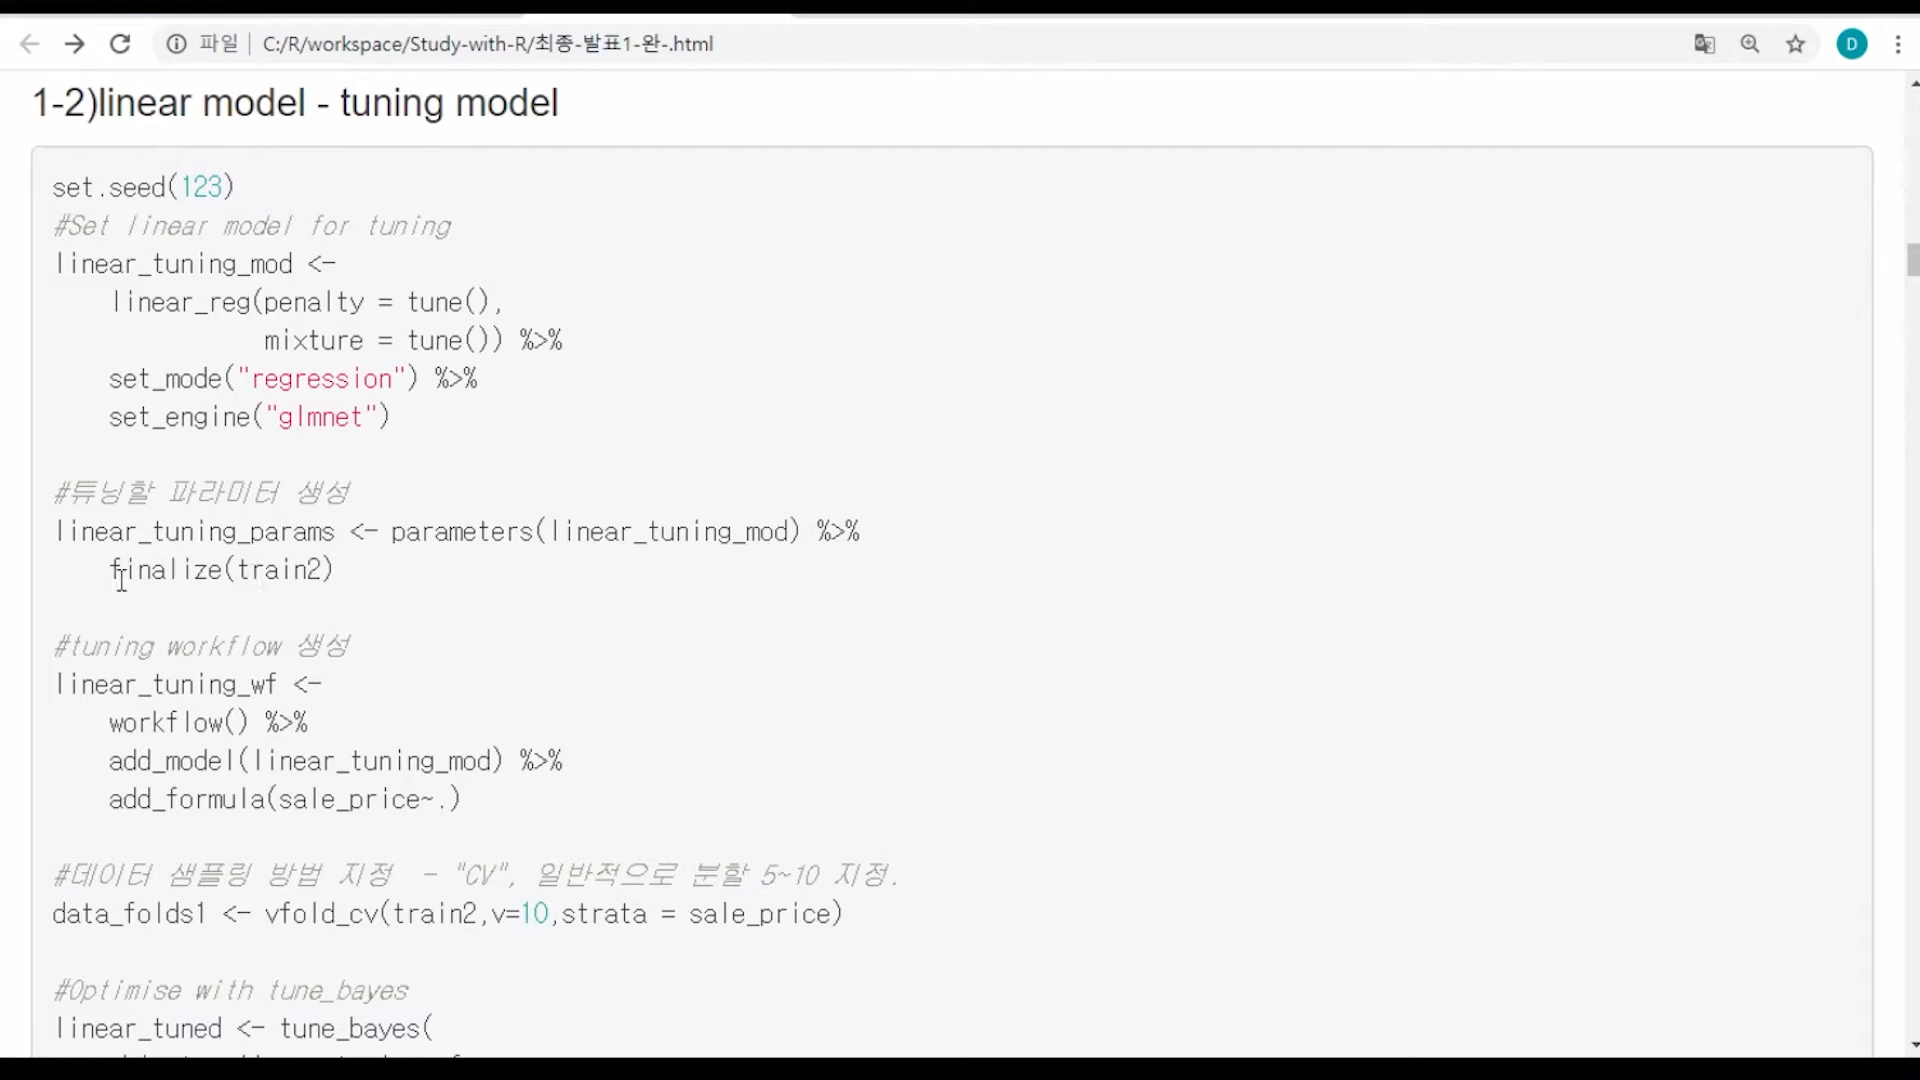 파일 C:/R/workspace/Study-with-R/최종-발표1-완-.html
D
1-2)linear model - tuning model
set.seed(123)
#Set linear model for tuning
linear_tuning_mod <-
linear_reg(penalty = tune(),
mixture = tune()) %>%
set_mode("regression") %>%
set_engine("glmnet")
#튜닝할 파라미터 생성
linear_tuning_params <- parameters(linear_tuning_mod) %>%
finalize(train2)
#tuning workflow 생성
linear_tuning_wf <-
workflow() %>%
add_model(linear_tuning_mod) %>%
add_formula(sale_price~.)
#데이터 샘플링 방법 지정 - "CV", 일반적으로 분할 5~10 지정.
data_folds1 <- vfold_cv(train2,v=10,strata = sale_price)
#Optimise with tune_bayes
linear_tuned <- tune_bayes(